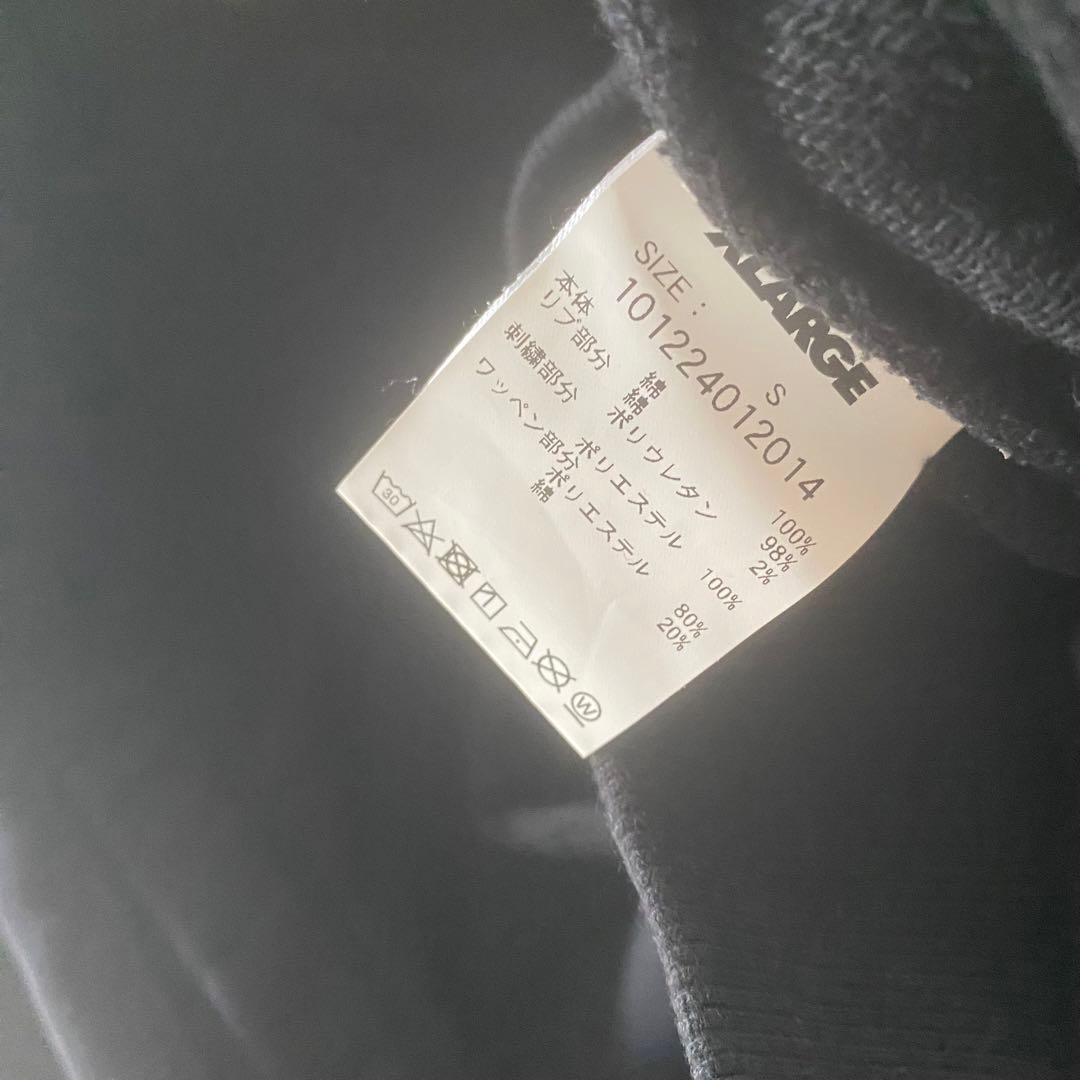 XLARGE
SIZE : S
101224012014
本体 綿 100%
リブ部分 綿 98%
ポリウレタン 2%
刺繍部分 ポリエステル 100%
ワッペン部分 ポリエステル 80%
綿 20%
30
W